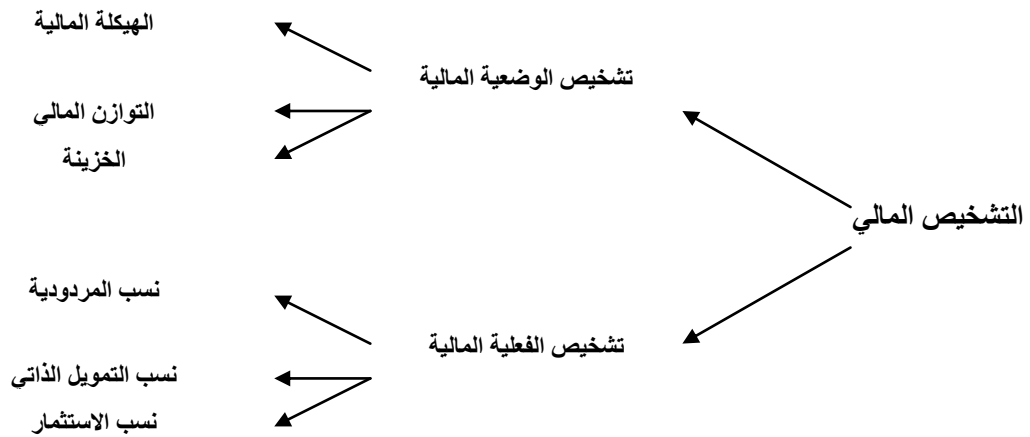 الهيكلة المالية
تشخيص الوضعية المالية
التوازن المالي
الخزينة
التشخيص المالي
نسب المردودية
تشخيص الفعلية المالية
نسب التمويل الذاتي
نسب الاستثمار